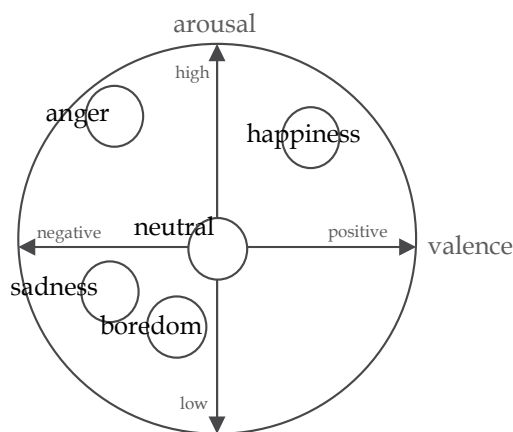 arousal
high
anger
happiness
neutral
negative
positive
valence
sadness
boredom
low